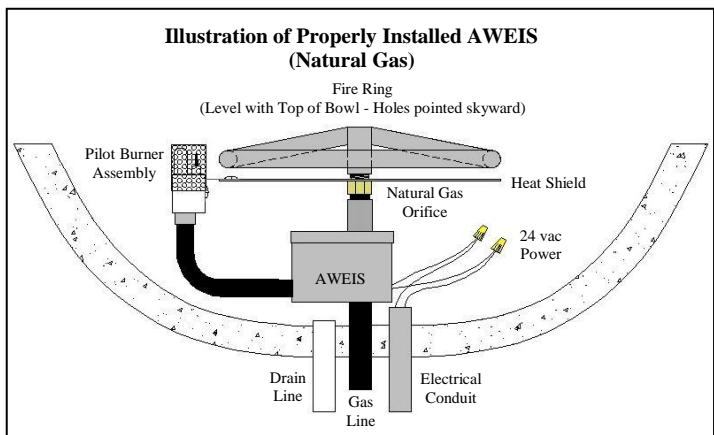 Illustration of Properly Installed AWEIS
(Natural Gas)
Fire Ring
(Level with Top of Bowl - Holes pointed skyward)
Pilot Burner
Assembly
Heat Shield
Natural Gas
Orifice
24 vac
Power
AWEIS
Drain
Line
Gas
Line
Electrical
Conduit